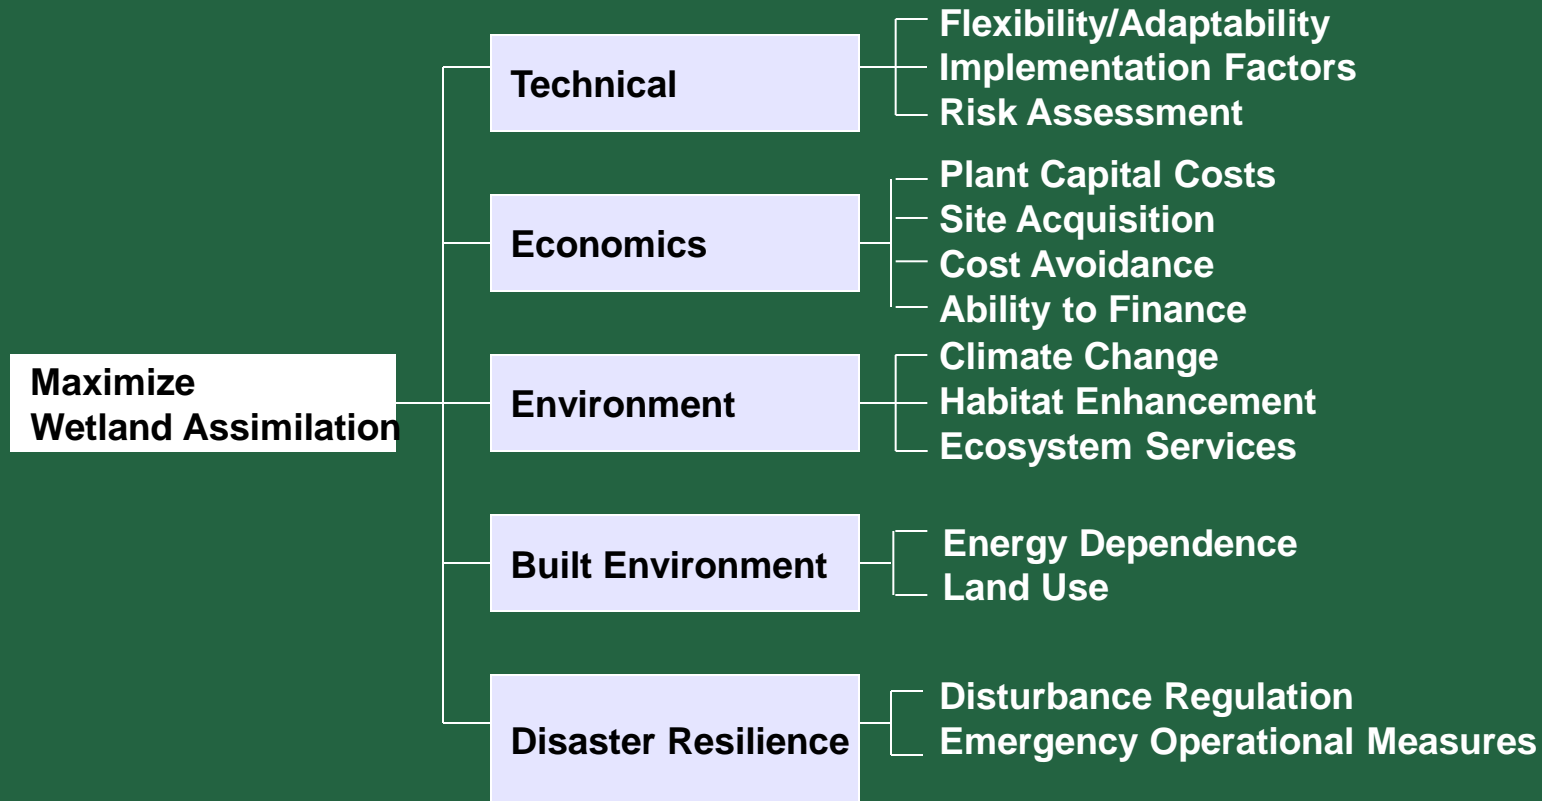 Maximize
Wetland Assimilation
Technical
Flexibility/Adaptability
Implementation Factors
Risk Assessment
Economics
Plant Capital Costs
Site Acquisition
Cost Avoidance
Ability to Finance
Environment
Climate Change
Habitat Enhancement
Ecosystem Services
Built Environment
Energy Dependence
Land Use
Disaster Resilience
Disturbance Regulation
Emergency Operational Measures